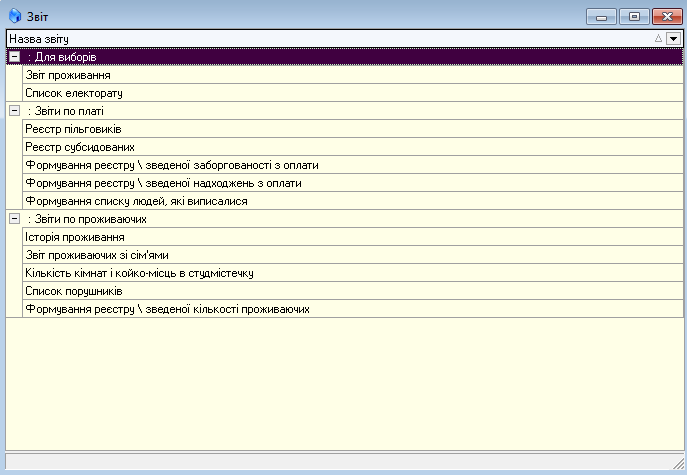 Звіт
Назва звіту
: Для виборів
Звіт проживання
Список електорату
: Звіти по платі
Реєстр пільговиків
Реєстр субсидованих
Формування реєстру \ зведеної заборгованості з оплати
Формування реєстру \ зведеної надходжень з оплати
Формування списку людей, які виписалися
: Звіти по проживаючих
Історія проживання
Звіт проживаючих зі сім'ями
Кількість кімнат і койко-місць в студмістечку
Список порушників
Формування реєстру \ зведеної кількості проживаючих